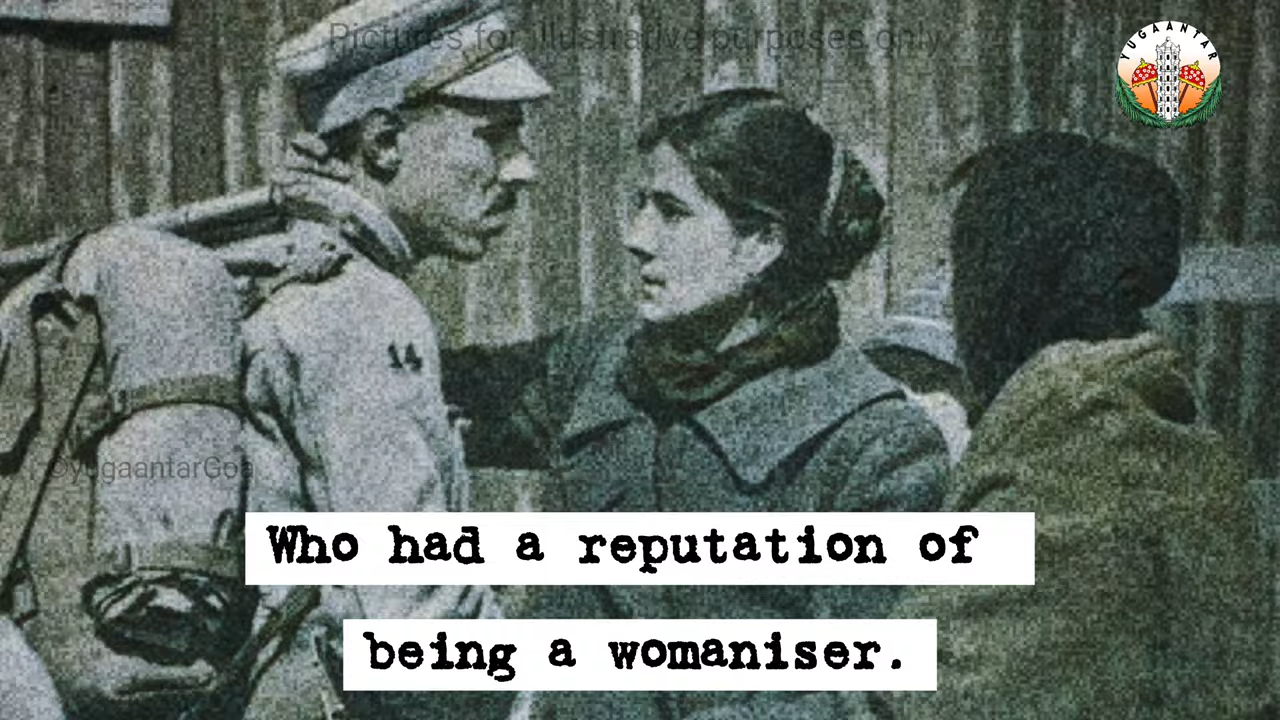 Pictures for illustrative purposes only
YUGAANTAR
14
©yugaantarGoa
Who had a reputation of
being a womaniser.